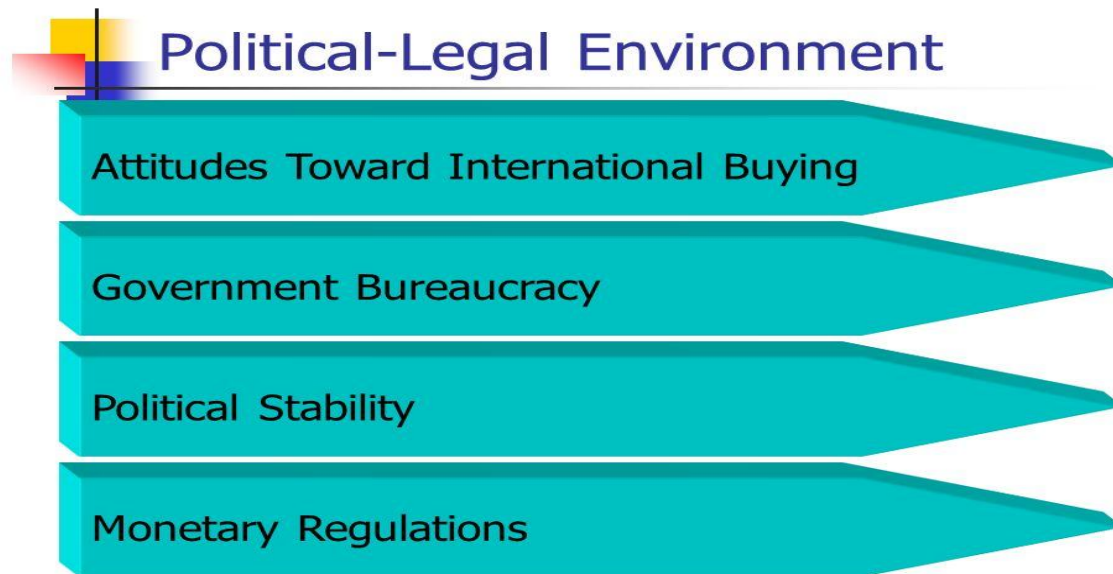 Political-Legal Environment
Attitudes Toward International Buying
Government Bureaucracy
Political Stability
Monetary Regulations